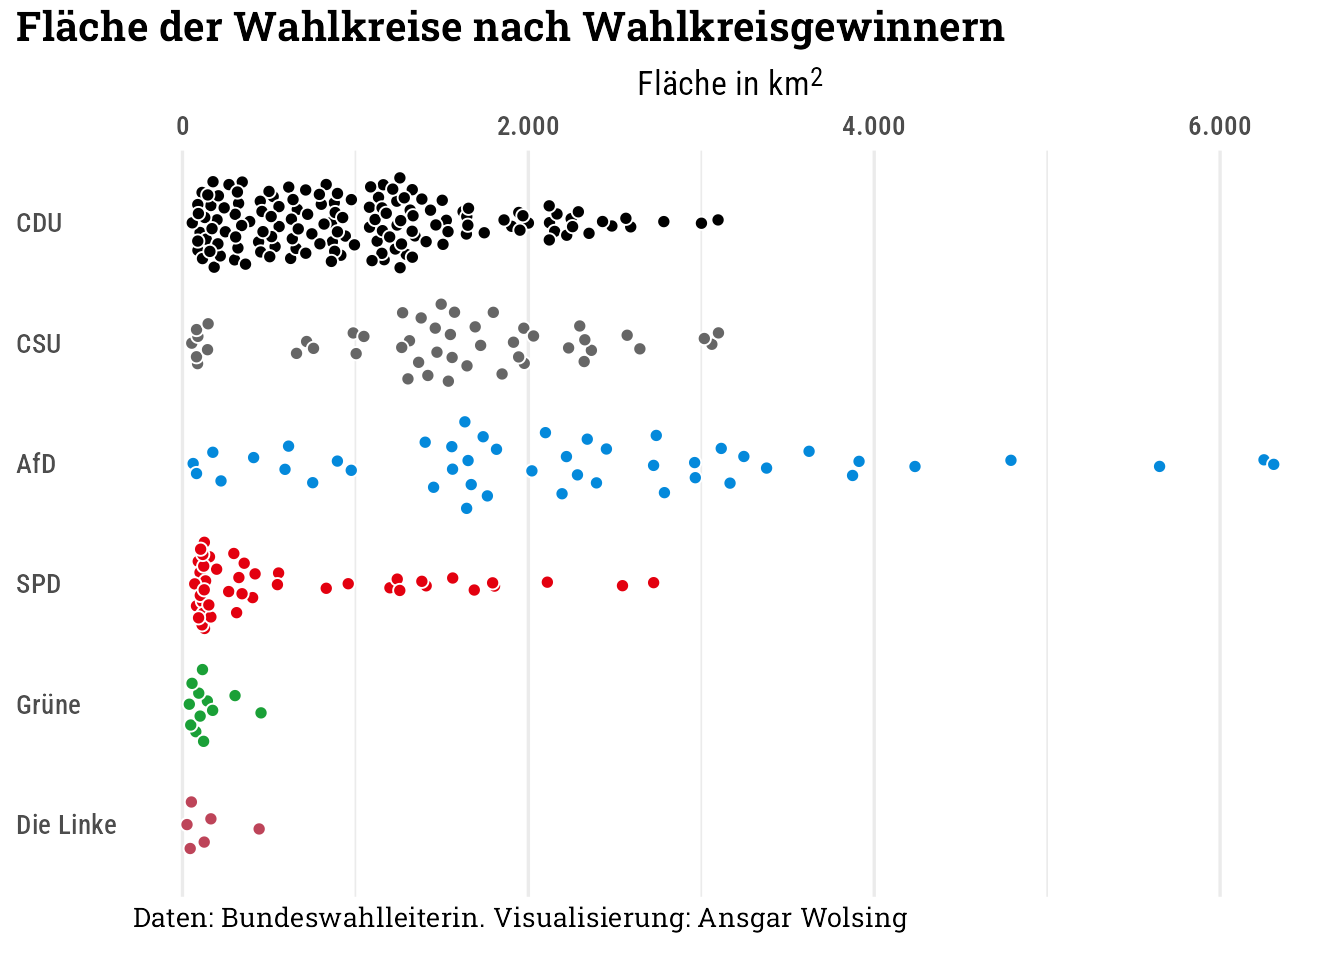 Fläche der Wahlkreise nach Wahlkreisgewinnern
Fläche in km²
0 2.000 4.000 6.000
CDU
CSU
AfD
SPD
Grüne
Die Linke
Daten: Bundeswahlleiterin. Visualisierung: Ansgar Wolsing